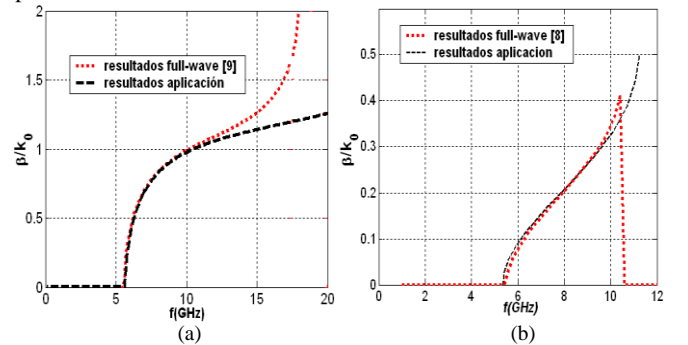 2
1.5
1
0.5
0
β/k0
resultados full-wave [9]
resultados aplicación
0 5 10 15 20
f(GHz)
(a)
0.5
0.4
0.3
0.2
0.1
0
β/k0
resultados full-wave [8]
resultados aplicacion
0 2 4 6 8 10 12
f(GHz)
(b)